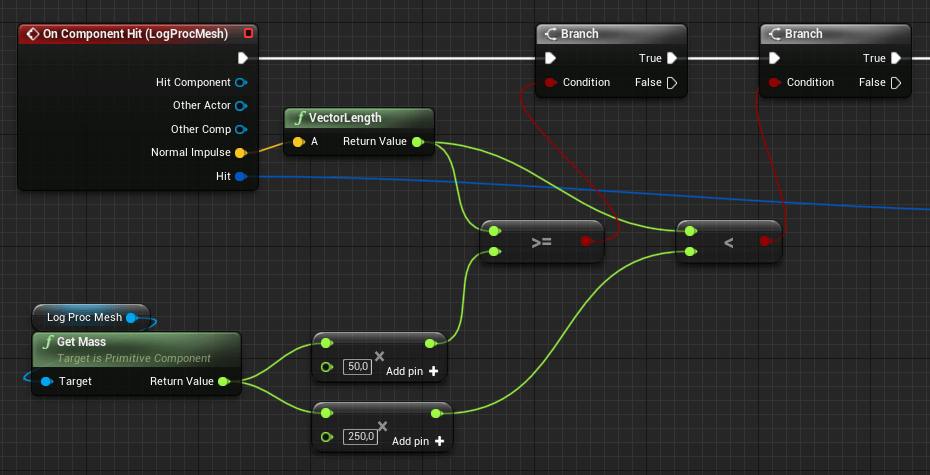 On Component Hit (LogProcMesh)
Hit Component
Other Actor
Other Comp
Normal Impulse
Hit
f VectorLength
A Return Value
Branch
True
Condition False
Branch
True
Condition False
>=
<
Log Proc Mesh
f Get Mass
Target is Primitive Component
Target Return Value
×
50,0
Add pin +
×
250,0
Add pin +